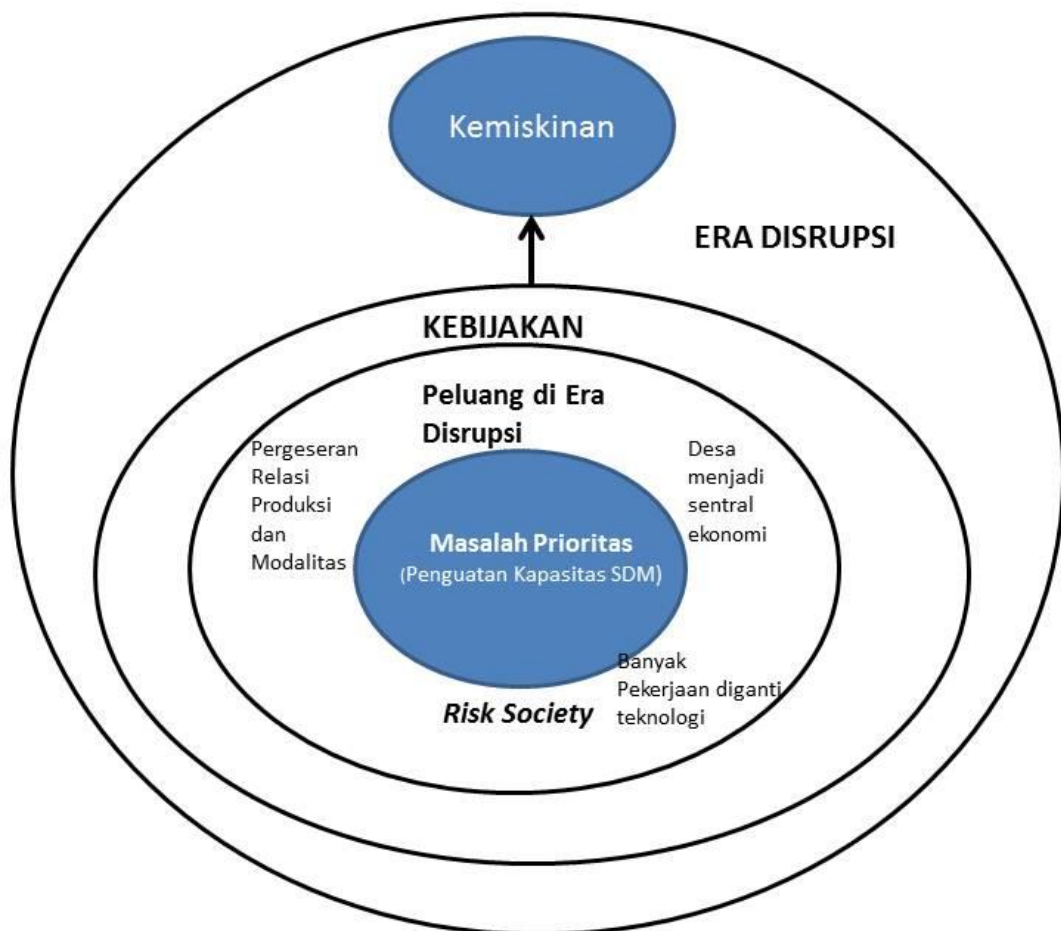 Kemiskinan
ERA DISRUPSI
KEBIJAKAN
Peluang di Era
Disrupsi
Pergeseran
Relasi
Produksi
dan
Modalitas
Desa
menjadi
sentral
ekonomi
Masalah Prioritas
(Penguatan Kapasitas SDM)
Banyak
Pekerjaan diganti
teknologi
Risk Society